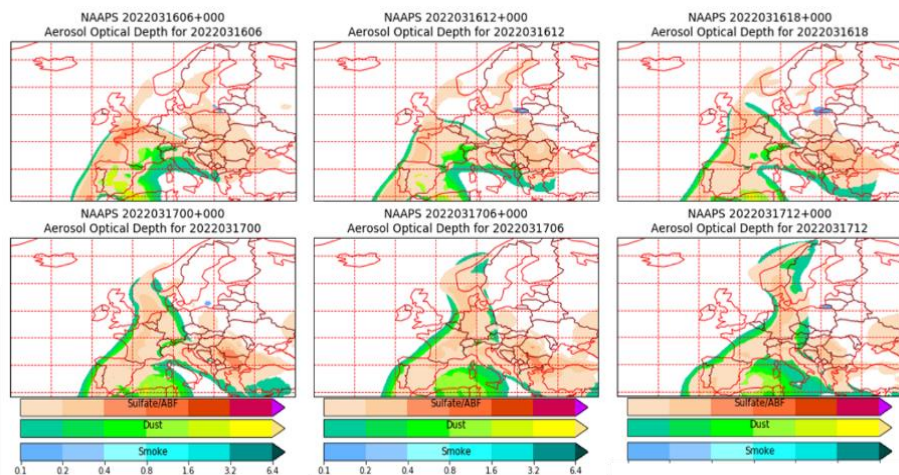 NAAPS 2022031606+000
Aerosol Optical Depth for 2022031606
NAAPS 2022031612+000
Aerosol Optical Depth for 2022031612
NAAPS 2022031618+000
Aerosol Optical Depth for 2022031618
NAAPS 2022031700+000
Aerosol Optical Depth for 2022031700
NAAPS 2022031706+000
Aerosol Optical Depth for 2022031706
NAAPS 2022031712+000
Aerosol Optical Depth for 2022031712
Sulfate/ABF
Dust
Smoke
0.1 0.2 0.4 0.8 1.6 3.2 6.4
Sulfate/ABF
Dust
Smoke
0.1 0.2 0.4 0.8 1.6 3.2 6.4
Sulfate/ABF
Dust
Smoke